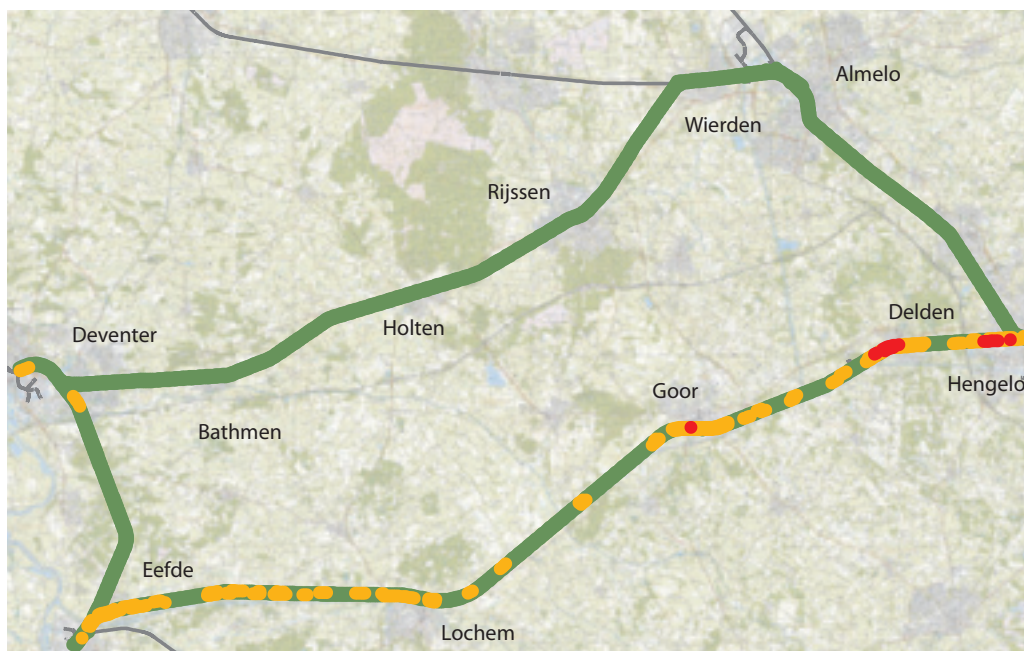 Almelo
Wierden
Rijssen
Delden
Deventer
Holten
Hengelo
Goor
Bathmen
Eefde
Lochem